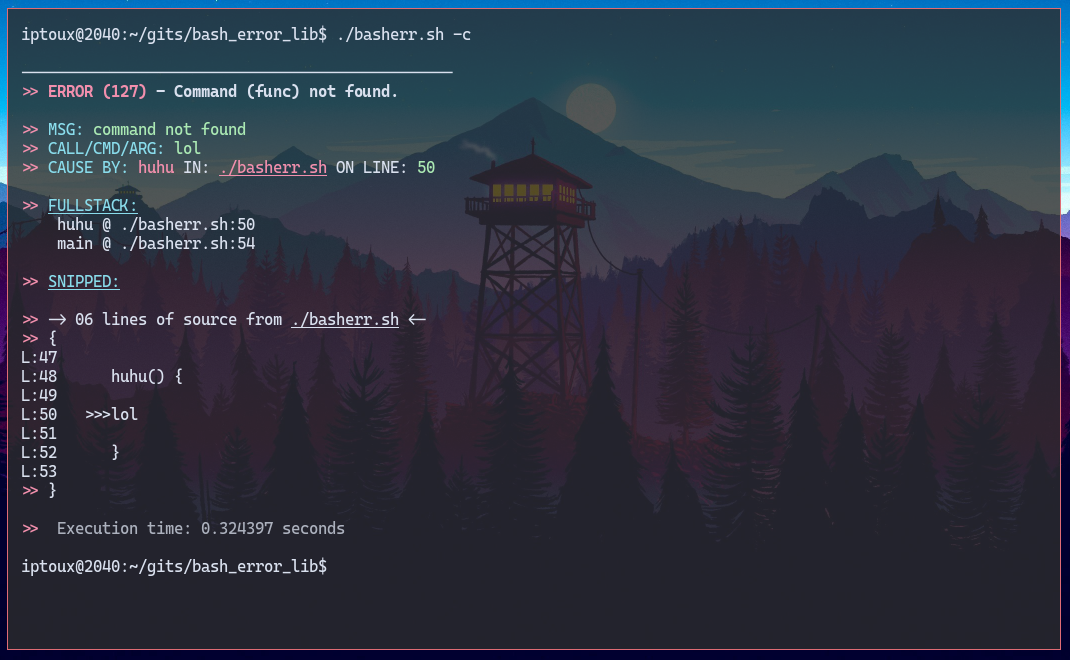 iptoux@2040:~/gits/bash_error_lib$ ./basherr.sh -c
>> ERROR (127) - Command (func) not found.
>> MSG: command not found
>> CALL/CMD/ARG: lol
>> CAUSE BY: huhu IN: ./basherr.sh ON LINE: 50
>> FULLSTACK:
huhu @ ./basherr.sh:50
main @ ./basherr.sh:54
>> SNIPPED:
>> -> 06 lines of source from ./basherr.sh <-
>> {
L:47
L:48 huhu() {
L:49
L:50 >>>lol
L:51
L:52 }
L:53
>> }
>> Execution time: 0.324397 seconds
iptoux@2040:~/gits/bash_error_lib$